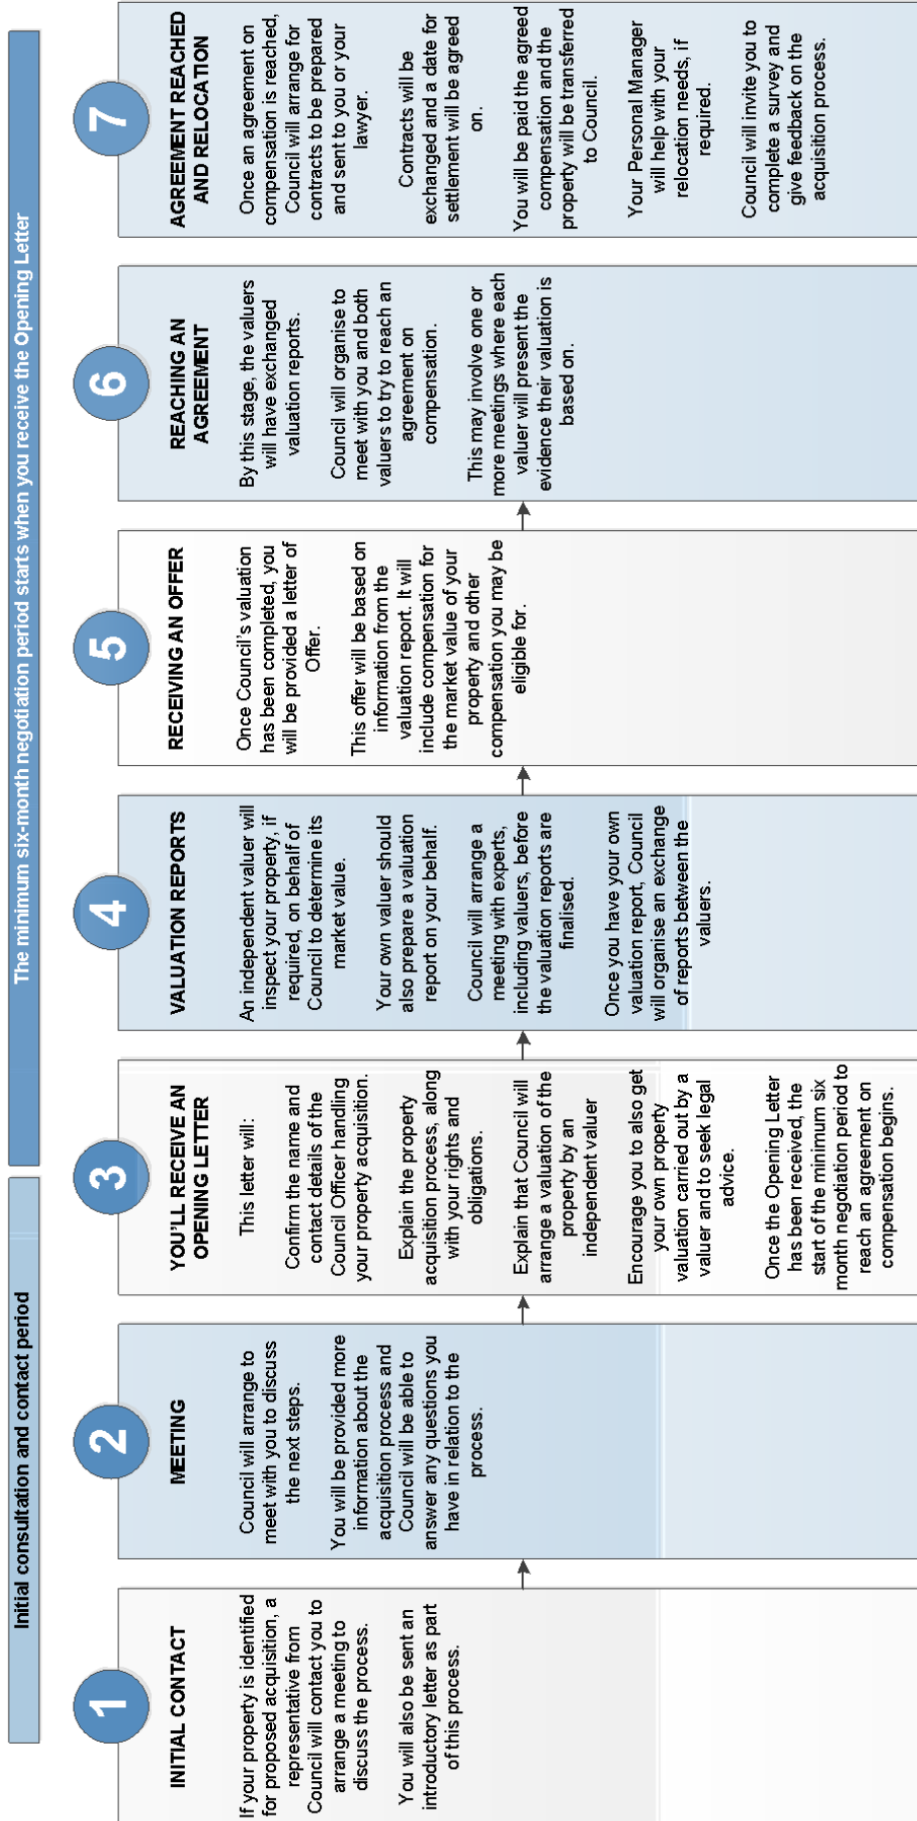 Initial consultation and contact period
The minimum six-month negotiation period starts when you receive the Opening Letter
1
INITIAL CONTACT
If your property is identified
for proposed acquisition, a
representative from
Council will contact you to
arrange a meeting to
discuss the process.
You will also be sent an
introductory letter as part
of this process.
2
MEETING
Council will arrange to
meet with you to discuss
the next steps.
You will be provided more
information about the
acquisition process and
Council will be able to
answer any questions you
have in relation to the
process.
3
YOU'LL RECEIVE AN
OPENING LETTER
This letter will:
Confirm the name and
contact details of the
Council Officer handling
your property acquisition.
Explain the property
acquisition process, along
with your rights and
obligations.
Explain that Council will
arrange a valuation of the
property by an
independent valuer
Encourage you to also get
your own property
valuation carried out by a
valuer and to seek legal
advice.
Once the Opening Letter
has been received, the
start of the minimum six
month negotiation period to
reach an agreement on
compensation begins.
4
VALUATION REPORTS
An independent valuer will
inspect your property, if
required, on behalf of
Council to determine its
market value.
Your own valuer should
also prepare a valuation
report on your behalf.
Council will arrange a
meeting with experts,
including valuers, before
the valuation reports are
finalised.
Once you have your own
valuation report, Council
will organise an exchange
of reports between the
valuers.
5
RECEIVING AN OFFER
Once Council's valuation
has been completed, you
will be provided a letter of
Offer.
This offer will be based on
information from the
valuation report. It will
include compensation for
the market value of your
property and other
compensation you may be
eligible for.
6
REACHING AN
AGREEMENT
By this stage, the valuers
will have exchanged
valuation reports.
Council will organise to
meet with you and both
valuers to try to reach an
agreement on
compensation.
This may involve one or
more meetings where each
valuer will present the
evidence their valuation is
based on.
7
AGREEMENT REACHED
AND RELOCATION
Once an agreement on
compensation is reached,
Council will arrange for
contracts to be prepared
and sent to you or your
lawyer.
Contracts will be
exchanged and a date for
settlement will be agreed
on.
You will be paid the agreed
compensation and the
property will be transferred
to Council.
Your Personal Manager
will help with your
relocation needs, if
required.
Council will invite you to
complete a survey and
give feedback on the
acquisition process.